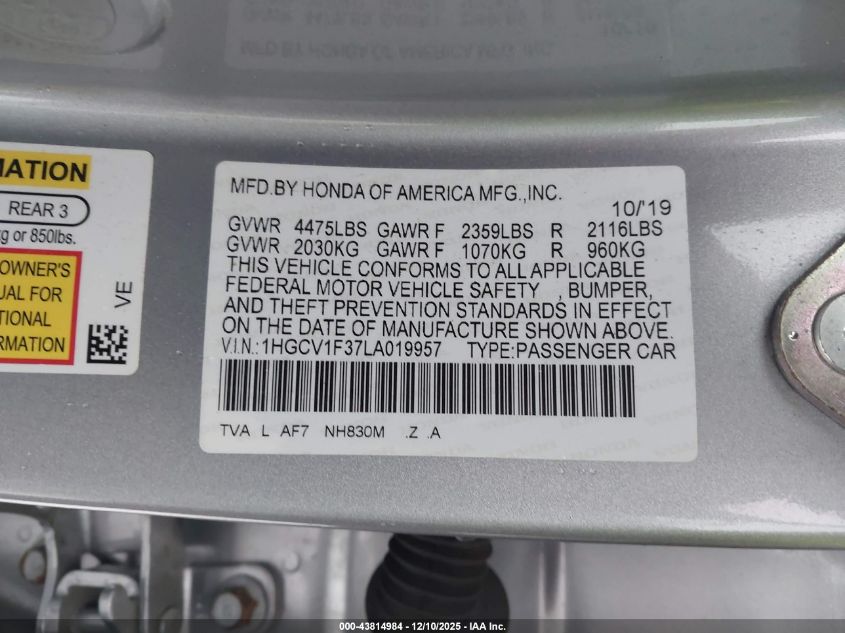 MATION
REAR 3
kg or 850lbs.
OWNER'S
UAL FOR
TIONAL
ORMATION
VE
MFD.BY HONDA OF AMERICA MFG.,INC.
10/'19
GVWR 4475LBS GAWR F 2359LBS R 2116LBS
GVWR 2030KG GAWR F 1070KG R 960KG
THIS VEHICLE CONFORMS TO ALL APPLICABLE
FEDERAL MOTOR VEHICLE SAFETY , BUMPER,
AND THEFT PREVENTION STANDARDS IN EFFECT
ON THE DATE OF MANUFACTURE SHOWN ABOVE.
V.I.N.:1HGCV1F37LA019957 TYPE:PASSENGER CAR
TVA L AF7 NH830M .Z .A
000-43814984 – 12/10/2025 – IAA Inc.